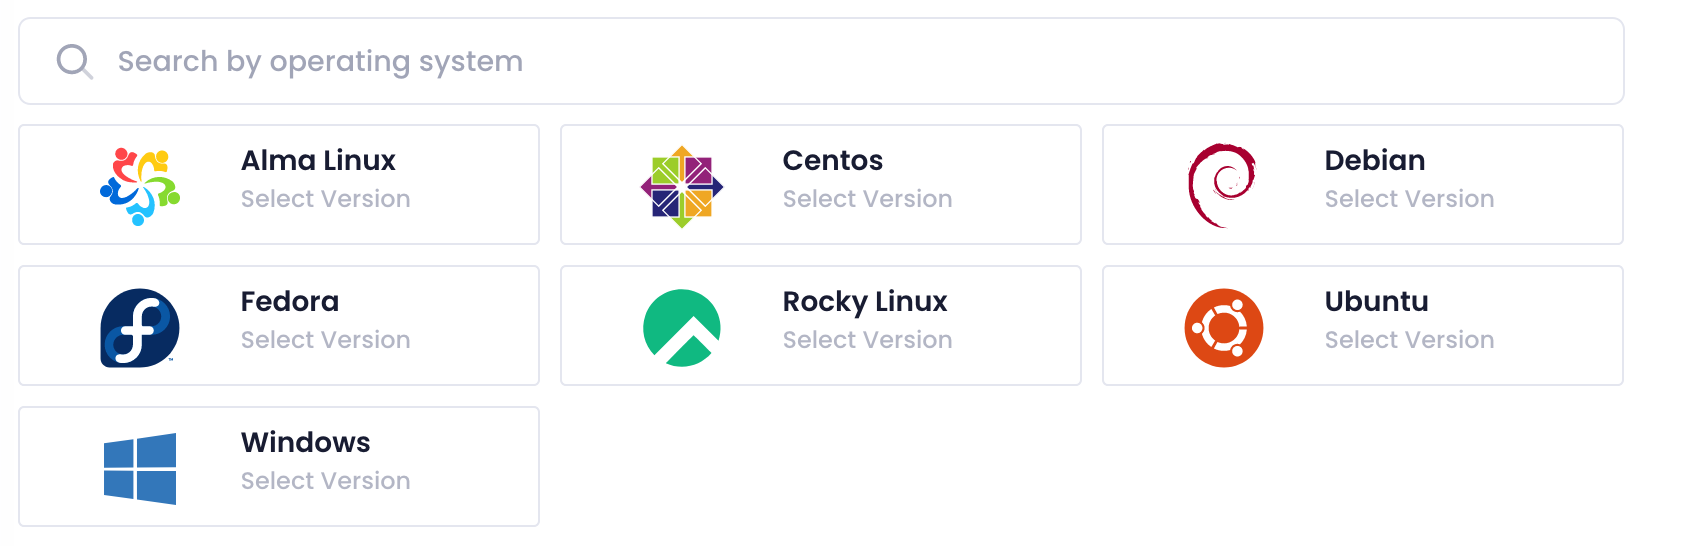 Search by operating system
Alma Linux
Select Version
Centos
Select Version
Debian
Select Version
Fedora
Select Version
Rocky Linux
Select Version
Ubuntu
Select Version
Windows
Select Version